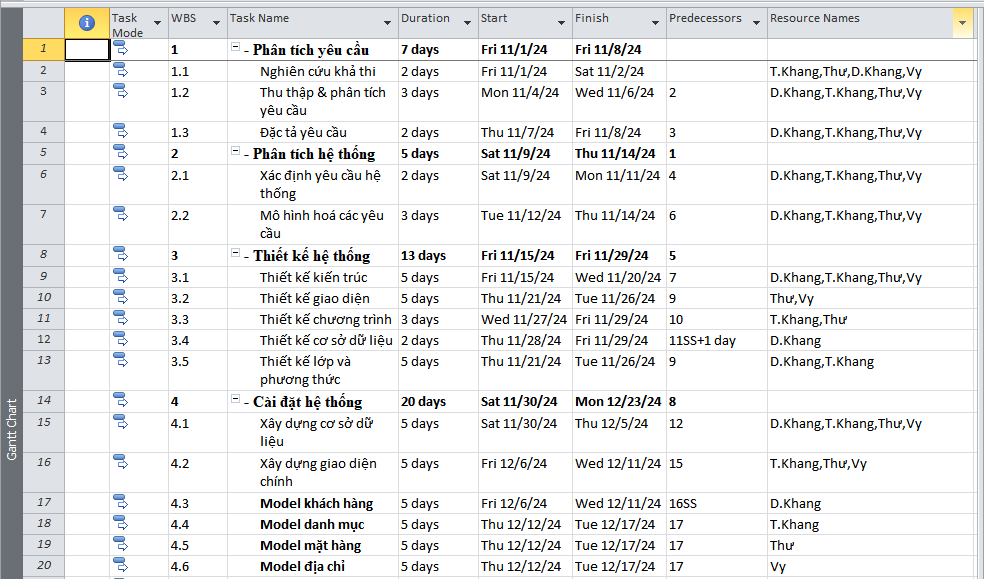 Task Mode WBS Task Name Duration Start Finish Predecessors Resource Names
1 1 - Phân tích yêu cầu 7 days Fri 11/1/24 Fri 11/8/24
2 1.1 Nghiên cứu khả thi 2 days Fri 11/1/24 Sat 11/2/24 T.Khang,Thư,D.Khang,Vy
3 1.2 Thu thập & phân tích yêu cầu 3 days Mon 11/4/24 Wed 11/6/24 2 D.Khang,T.Khang,Thư,Vy
4 1.3 Đặc tả yêu cầu 2 days Thu 11/7/24 Fri 11/8/24 3 D.Khang,T.Khang,Thư,Vy
5 2 - Phân tích hệ thống 5 days Sat 11/9/24 Thu 11/14/24 1
6 2.1 Xác định yêu cầu hệ thống 2 days Sat 11/9/24 Mon 11/11/24 4 D.Khang,T.Khang,Thư,Vy
7 2.2 Mô hình hoá các yêu cầu 3 days Tue 11/12/24 Thu 11/14/24 6 D.Khang,T.Khang,Thư,Vy
8 3 - Thiết kế hệ thống 13 days Fri 11/15/24 Fri 11/29/24 5
9 3.1 Thiết kế kiến trúc 5 days Fri 11/15/24 Wed 11/20/24 7 D.Khang,T.Khang,Thư,Vy
10 3.2 Thiết kế giao diện 5 days Thu 11/21/24 Tue 11/26/24 9 Thư,Vy
11 3.3 Thiết kế chương trình 3 days Wed 11/27/24 Fri 11/29/24 10 T.Khang,Thư
12 3.4 Thiết kế cơ sở dữ liệu 2 days Thu 11/28/24 Fri 11/29/24 11SS+1 day D.Khang
13 3.5 Thiết kế lớp và phương thức 5 days Thu 11/21/24 Tue 11/26/24 9 D.Khang,T.Khang
14 4 - Cài đặt hệ thống 20 days Sat 11/30/24 Mon 12/23/24 8
15 4.1 Xây dựng cơ sở dữ liệu 5 days Sat 11/30/24 Thu 12/5/24 12 D.Khang,T.Khang,Thư,Vy
16 4.2 Xây dựng giao diện chính 5 days Fri 12/6/24 Wed 12/11/24 15 T.Khang,Thư,Vy
17 4.3 Model khách hàng 5 days Fri 12/6/24 Wed 12/11/24 16SS D.Khang
18 4.4 Model danh mục 5 days Thu 12/12/24 Tue 12/17/24 17 T.Khang
19 4.5 Model mặt hàng 5 days Thu 12/12/24 Tue 12/17/24 17 Thư
20 4.6 Model địa chỉ 5 days Thu 12/12/24 Tue 12/17/24 17 Vy
Gantt Chart